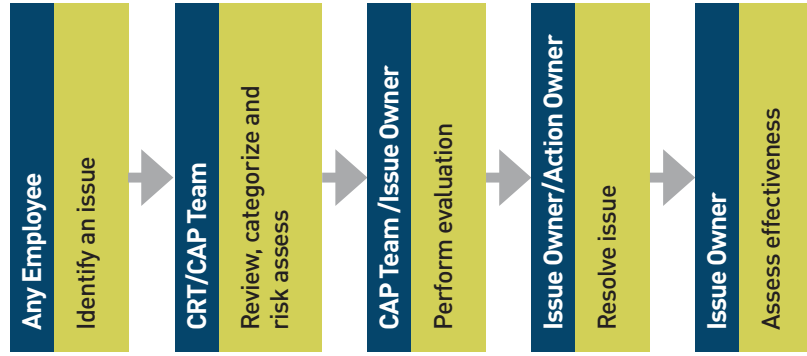 Any Employee
Identify an issue
CRT/CAP Team
Review, categorize and
risk assess
CAP Team /Issue Owner
Perform evaluation
Issue Owner/Action Owner
Resolve issue
Issue Owner
Assess effectiveness